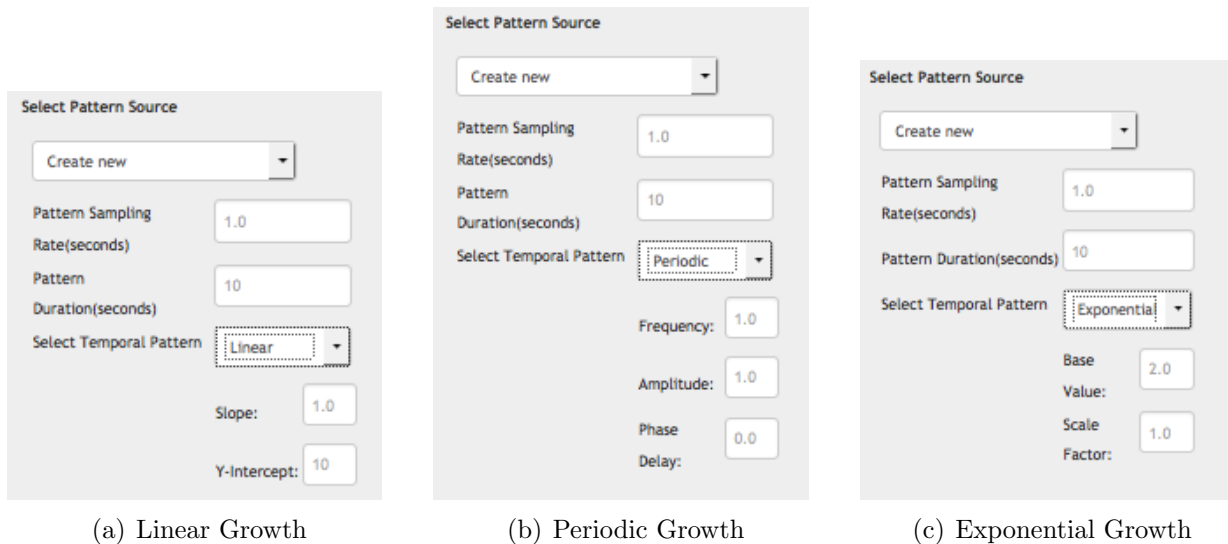 Select Pattern Source
Create new
Pattern Sampling
Rate(seconds)
1.0
Pattern
Duration(seconds)
10
Select Temporal Pattern
Linear
Slope:
1.0
Y-Intercept:
10
(a) Linear Growth
Select Pattern Source
Create new
Pattern Sampling
Rate(seconds)
1.0
Pattern
Duration(seconds)
10
Select Temporal Pattern
Periodic
Frequency:
1.0
Amplitude:
1.0
Phase
Delay:
0.0
(b) Periodic Growth
Select Pattern Source
Create new
Pattern Sampling
Rate(seconds)
1.0
Pattern Duration(seconds)
10
Select Temporal Pattern
Exponential
Base
Value:
2.0
Scale
Factor:
1.0
(c) Exponential Growth